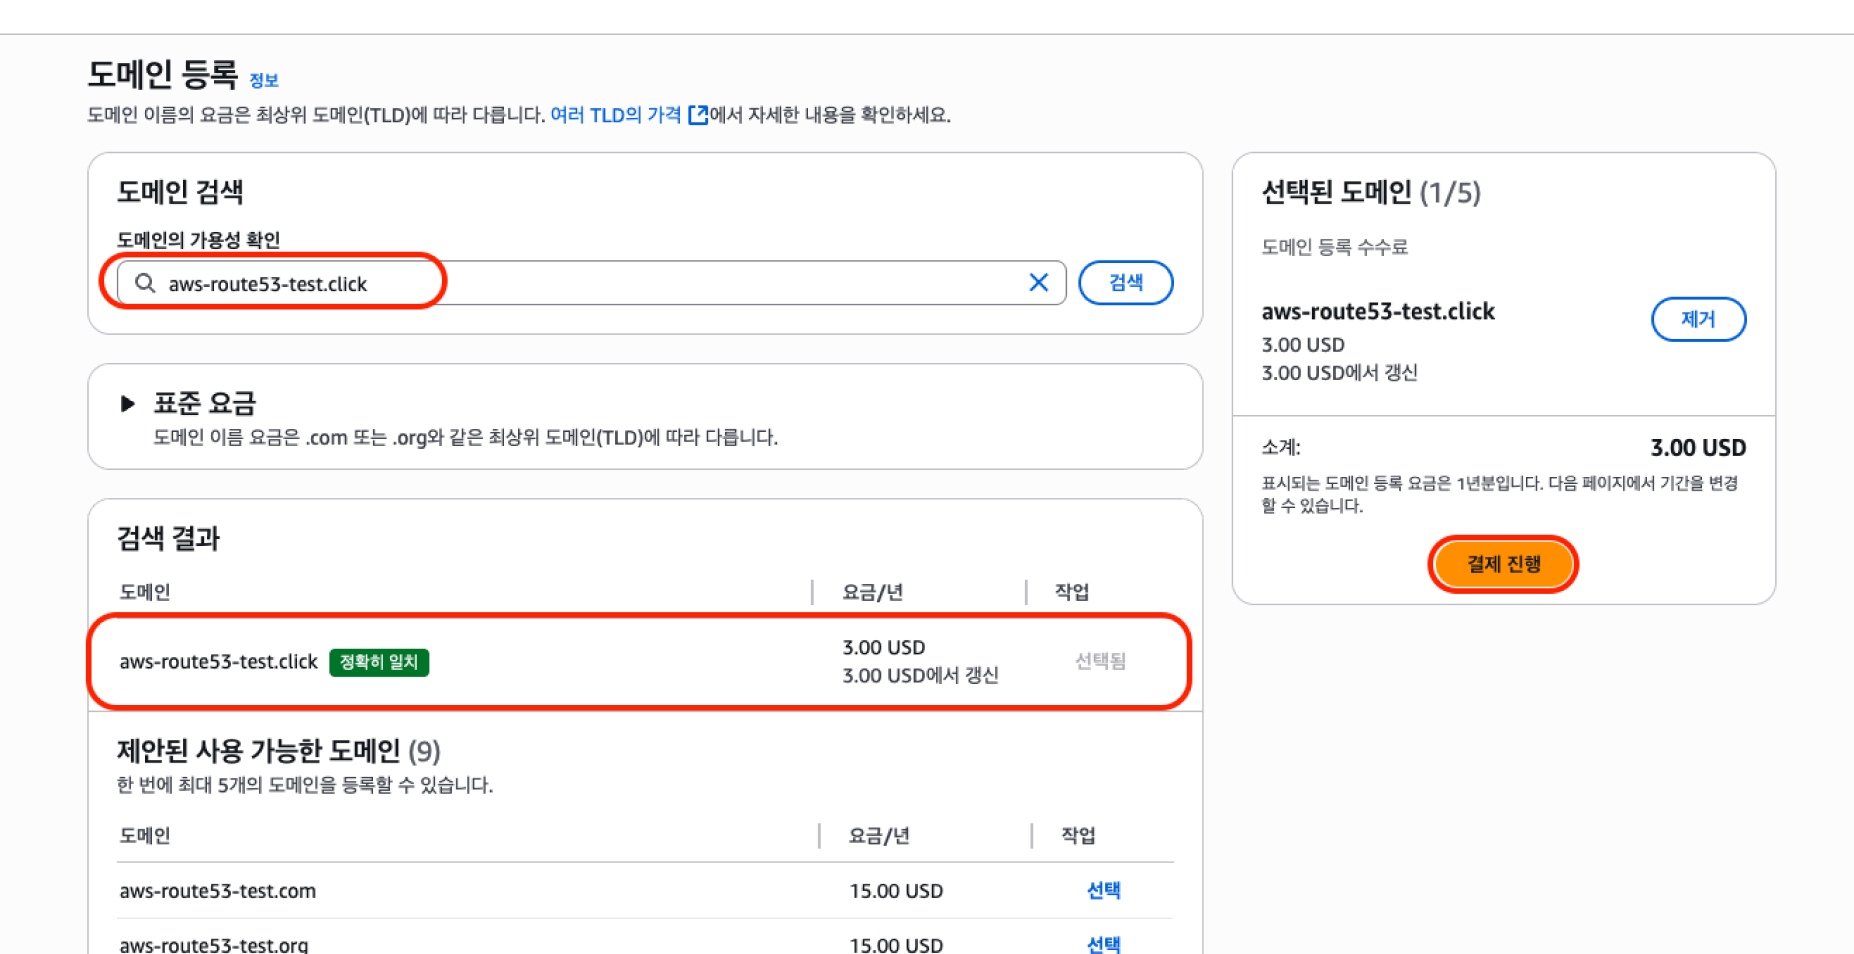 도메인 등록 정보
도메인 이름의 요금은 최상위 도메인(TLD)에 따라 다릅니다. 여러 TLD의 가격 에서 자세한 내용을 확인하세요.
도메인 검색
도메인의 가용성 확인
aws-route53-test.click
검색
표준 요금
도메인 이름 요금은 .com 또는 .org와 같은 최상위 도메인(TLD)에 따라 다릅니다.
검색 결과
도메인 요금/년 작업
aws-route53-test.click 정확히 일치 3.00 USD 선택됨
3.00 USD에서 갱신
제안된 사용 가능한 도메인 (9)
한 번에 최대 5개의 도메인을 등록할 수 있습니다.
도메인 요금/년 작업
aws-route53-test.com 15.00 USD 선택
aws-route53-test.org 15.00 USD 선택
선택된 도메인 (1/5)
도메인 등록 수수료
aws-route53-test.click
제거
3.00 USD
3.00 USD에서 갱신
소계: 3.00 USD
표시되는 도메인 등록 요금은 1년분입니다. 다음 페이지에서 기간을 변경
할 수 있습니다.
결제 진행